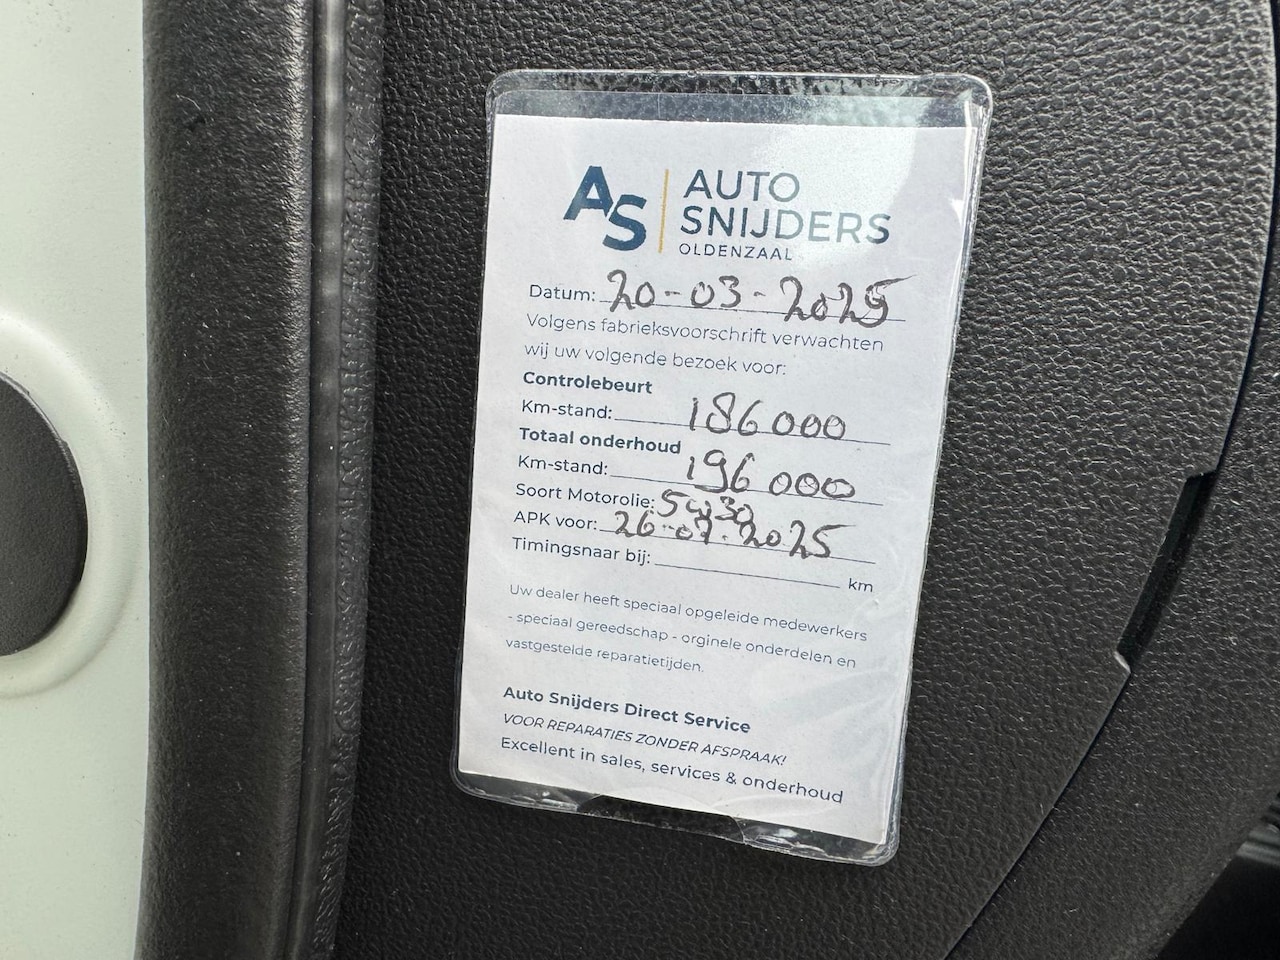 AS
AUTO
SNIJDERS
OLDENZAAL
Datum: 20-03-2025
Volgens fabrieksvoorschrift verwachten
wij uw volgende bezoek voor:
Controlebeurt
Km-stand: 186000
Totaal onderhoud
Km-stand: 196000
Soort Motorolie: 5w30
APK voor: 26-07-2025
Timingsnaar bij: km
Uw dealer heeft speciaal opgeleide medewerkers
- speciaal gereedschap - orginele onderdelen en
vastgestelde reparatietijden.
Auto Snijders Direct Service
VOOR REPARATIES ZONDER AFSPRAAK!
Excellent in sales, services & onderhoud